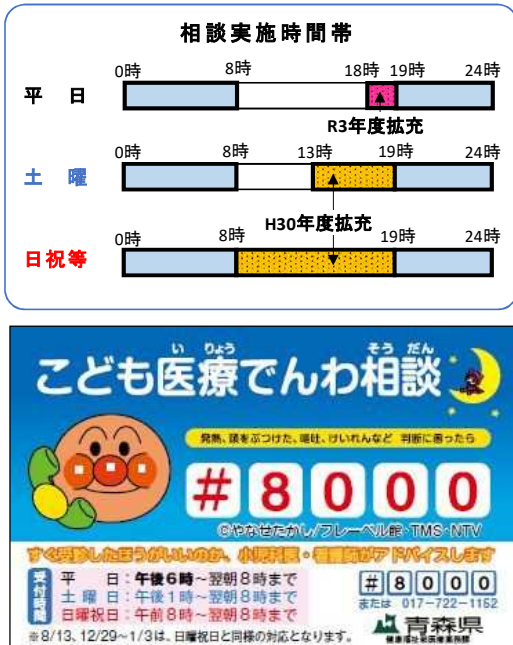 相談実施時間帯
0時 8時 18時 19時 24時
平日
R3年度拡充
0時 8時 13時 19時 24時
土曜
H30年度拡充
0時 8時 19時 24時
日祝等
い りょう そう だん
こども医療でんわ相談
発熱、頭をぶつけた、嘔吐、けいれんなど 判断に困ったら
#8000
©やなせたかし/フレーベル館・TMS・NTV
すぐ受診したほうがいいのか、小児科医・看護師がアドバイスします
受付時間
平日:午後6時~翌朝8時まで
土曜日:午後1時~翌朝8時まで
日曜祝日:午前8時~翌朝8時まで
※8/13、12/29~1/3は、日曜祝日と同様の対応となります。
#8000
または 017-722-1152
青森県